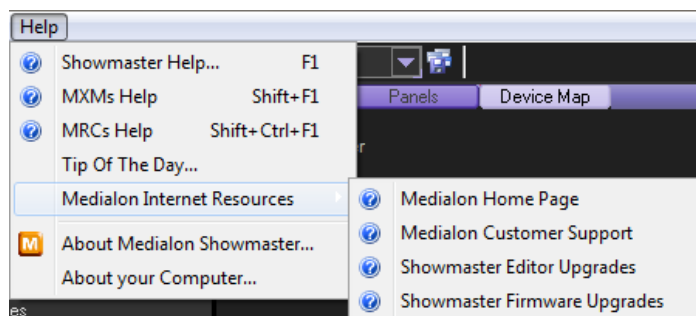 Help
Showmaster Help... F1
MXMs Help Shift+F1
MRCs Help Shift+Ctrl+F1
Tip Of The Day...
Medialon Internet Resources
M About Medialon Showmaster...
About your Computer...
Panels Device Map
Medialon Home Page
Medialon Customer Support
Showmaster Editor Upgrades
Showmaster Firmware Upgrades